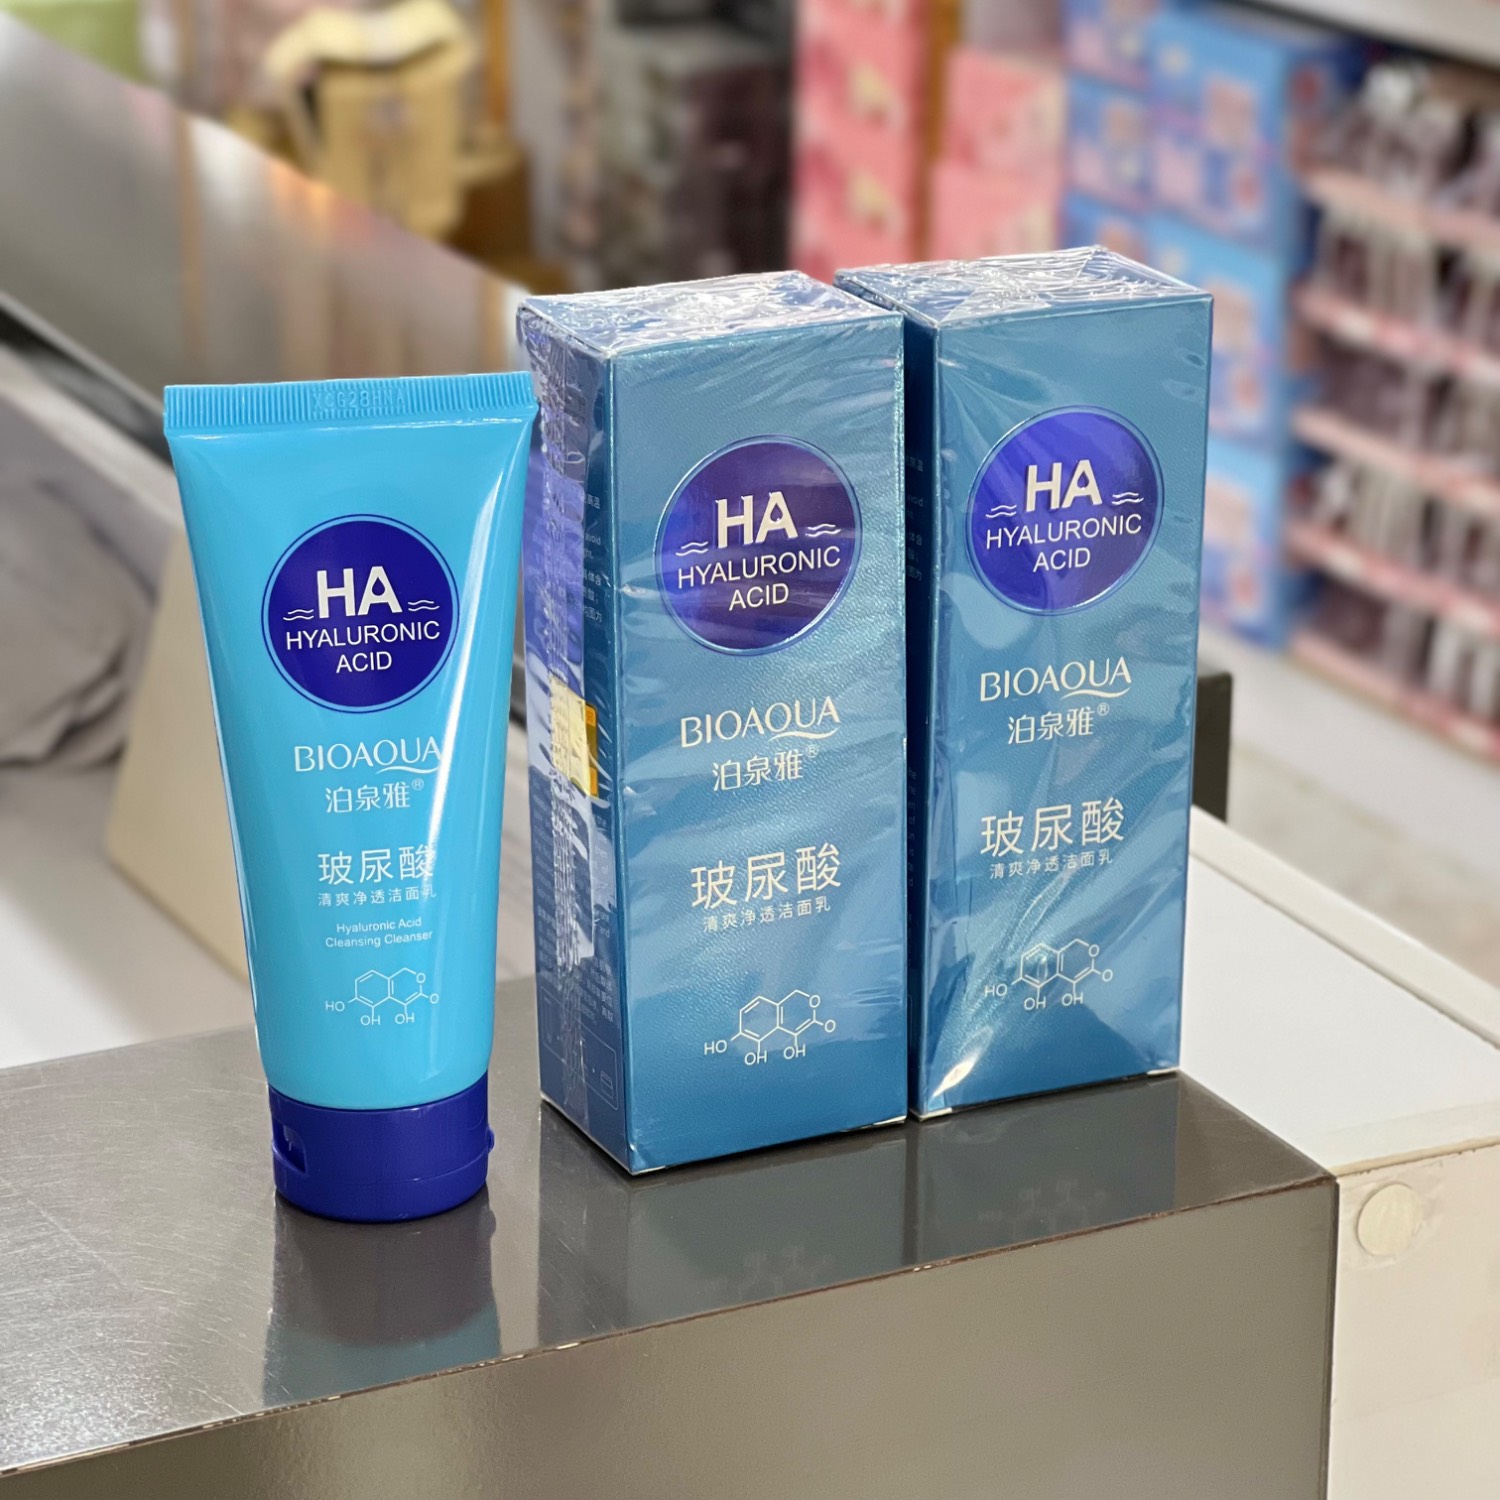 XCG28HNA
HA
HYALURONIC
ACID
BIOAQUA
泊泉雅®
玻尿酸
清爽净透洁面乳
Hyaluronic Acid
Cleansing Cleanser
HO
OH
OH
O
O
HA
HYALURONIC
ACID
BIOAQUA
泊泉雅®
玻尿酸
清爽净透洁面乳
HO
OH
OH
O
O
HA
HYALURONIC
ACID
BIOAQUA
泊泉雅®
玻尿酸
清爽净透洁面乳
HO
OH
OH
O
O